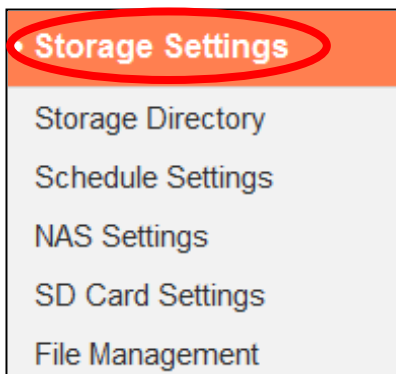 • Storage Settings
Storage Directory
Schedule Settings
NAS Settings
SD Card Settings
File Management